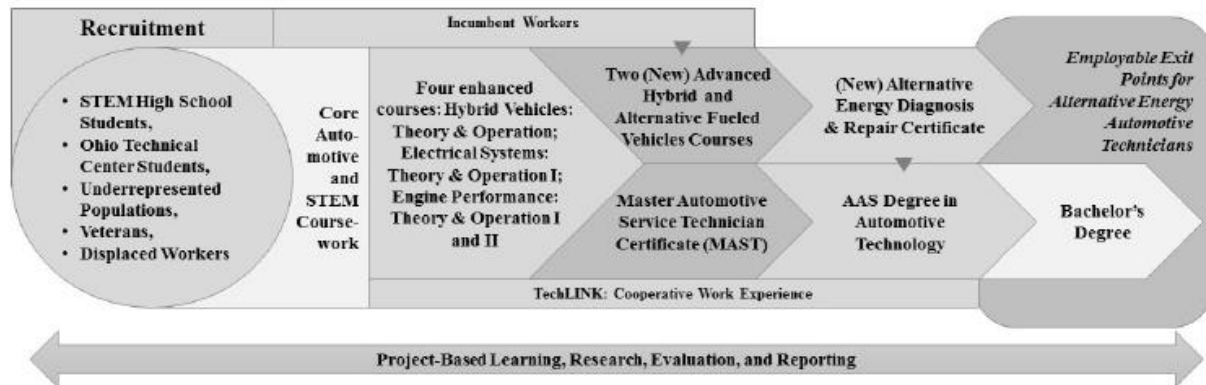 Recruitment
Incumbent Workers
• STEM High School
Students,
• Ohio Technical
Center Students,
• Underrepresented
Populations,
• Veterans,
• Displaced Workers
Core
Auto-
motive
and
STEM
Course-
work
Four enhanced
courses: Hybrid Vehicles:
Theory & Operation;
Electrical Systems:
Theory & Operation I;
Engine Performance:
Theory & Operation I
and II
Two (New) Advanced
Hybrid and
Alternative Fueled
Vehicles Courses
Master Automotive
Service Technician
Certificate (MAST)
(New) Alternative
Energy Diagnosis
& Repair Certificate
AAS Degree in
Automotive
Technology
Employable Exit
Points for
Alternative Energy
Automotive
Technicians
Bachelor's
Degree
TechLINK: Cooperative Work Experience
Project-Based Learning, Research, Evaluation, and Reporting